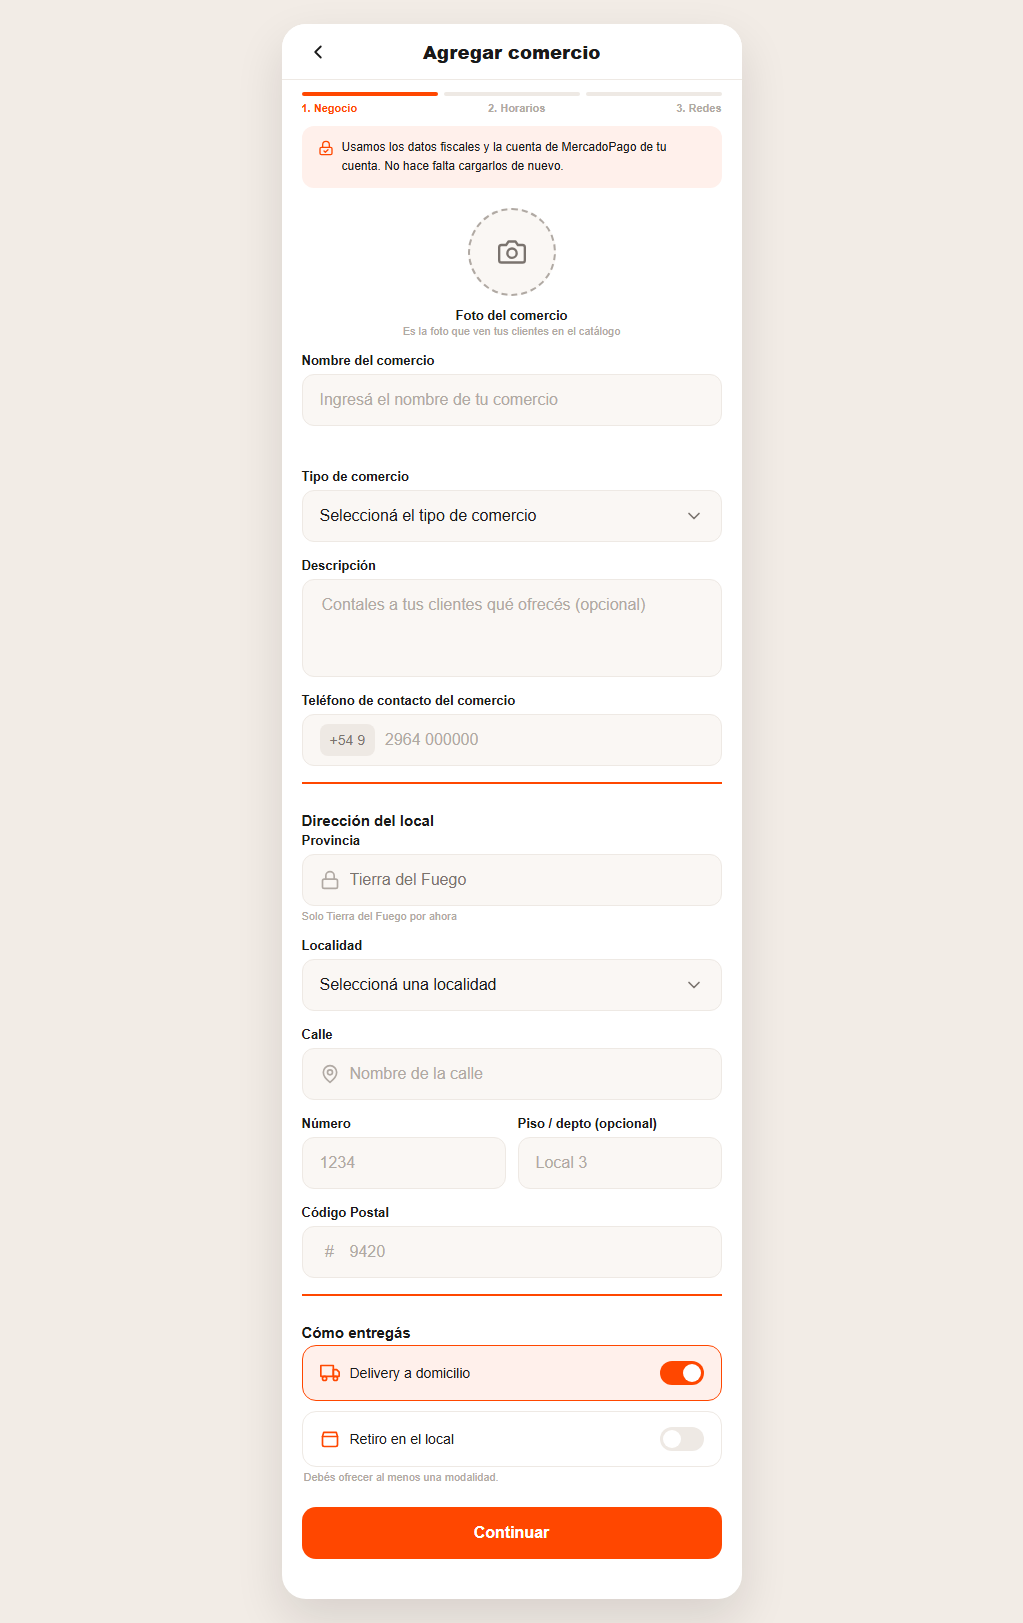 Agregar comercio
1. Negocio
2. Horarios
3. Redes
Usamos los datos fiscales y la cuenta de MercadoPago de tu
cuenta. No hace falta cargarlos de nuevo.
Foto del comercio
Es la foto que ven tus clientes en el catálogo
Nombre del comercio
Ingresá el nombre de tu comercio
Tipo de comercio
Seleccioná el tipo de comercio
Descripción
Contales a tus clientes qué ofrecés (opcional)
Teléfono de contacto del comercio
+54 9 2964 000000
Dirección del local
Provincia
Tierra del Fuego
Solo Tierra del Fuego por ahora
Localidad
Seleccioná una localidad
Calle
Nombre de la calle
Número
Piso / depto (opcional)
1234
Local 3
Código Postal
# 9420
Cómo entregás
Delivery a domicilio
Retiro en el local
Debés ofrecer al menos una modalidad.
Continuar